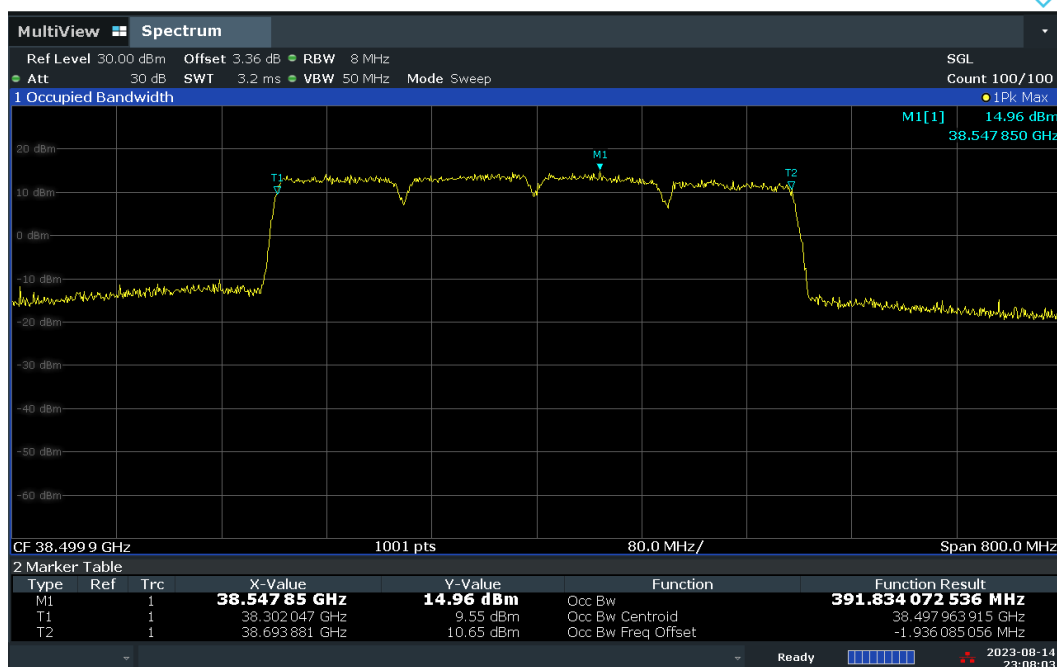 MultiView Spectrum
Ref Level 30.00 dBm Offset 3.36 dB RBW 8 MHz SGL
Att 30 dB SWT 3.2 ms VBW 50 MHz Mode Sweep Count 100/100
1 Occupied Bandwidth 1Pk Max
M1[1] 14.96 dBm
38.547 850 GHz
M1
20 dBm
T1
T2
10 dBm
0 dBm
-10 dBm
-20 dBm
-30 dBm
-40 dBm
-50 dBm
-60 dBm
CF 38.499 9 GHz 1001 pts 80.0 MHz/ Span 800.0 MHz
2 Marker Table
Type Ref Trc X-Value Y-Value Function Function Result
M1 1 38.547 85 GHz 14.96 dBm Occ Bw 391.834 072 536 MHz
T1 1 38.302 047 GHz 9.55 dBm Occ Bw Centroid 38.497 963 915 GHz
T2 1 38.693 881 GHz 10.65 dBm Occ Bw Freq Offset -1.936 085 056 MHz
Ready 2023-08-14
23:08:03